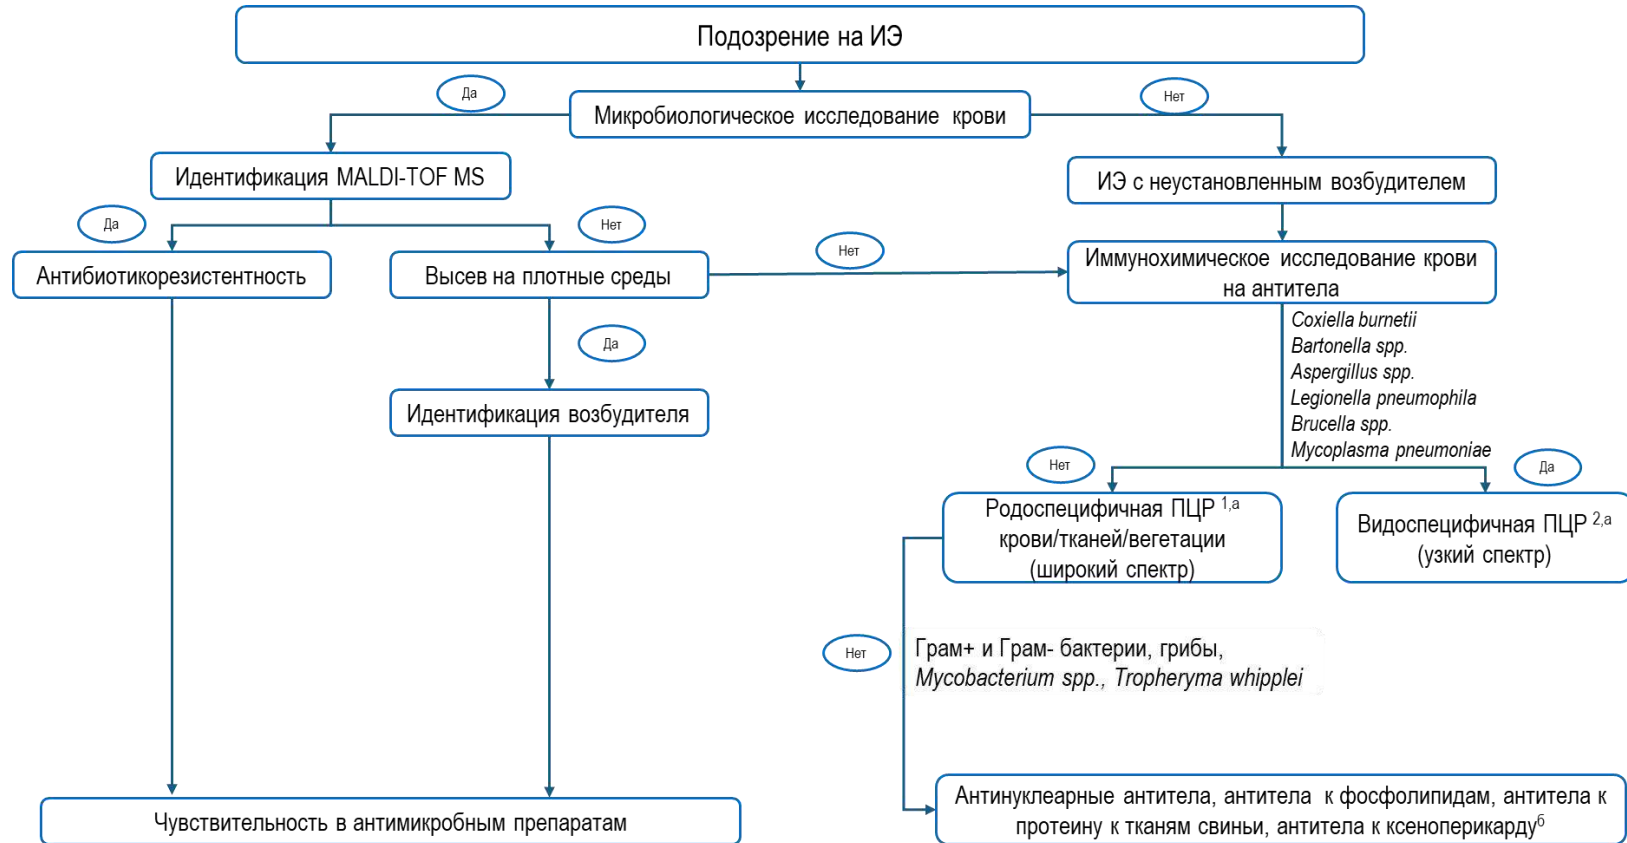 Подозрение на ИЭ
Да
Микробиологическое исследование крови
Нет
Идентификация MALDI-TOF MS
ИЭ с неустановленным возбудителем
Да
Нет
Нет
Антибиотикорезистентность
Высев на плотные среды
Иммунохимическое исследование крови
на антитела
Coxiella burnetii
Bartonella spp.
Aspergillus spp.
Legionella pneumophila
Brucella spp.
Mycoplasma pneumoniae
Да
Идентификация возбудителя
Нет
Да
Родоспецифичная ПЦР 1,а
крови/тканей/вегетации
(широкий спектр)
Видоспецифичная ПЦР 2,а
(узкий спектр)
Нет
Грам+ и Грам- бактерии, грибы,
Mycobacterium spp., Tropheryma whipplei
Чувствительность в антимикробным препаратам
Антинуклеарные антитела, антитела к фосфолипидам, антитела к
протеину к тканям свиньи, антитела к ксеноперикардуб